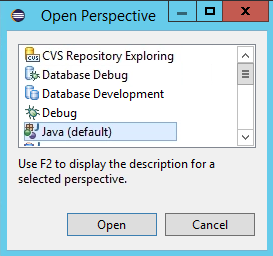 Open Perspective
CVS Repository Exploring
Database Debug
Database Development
Debug
Java (default)
Use F2 to display the description for a
selected perspective.
Open
Cancel